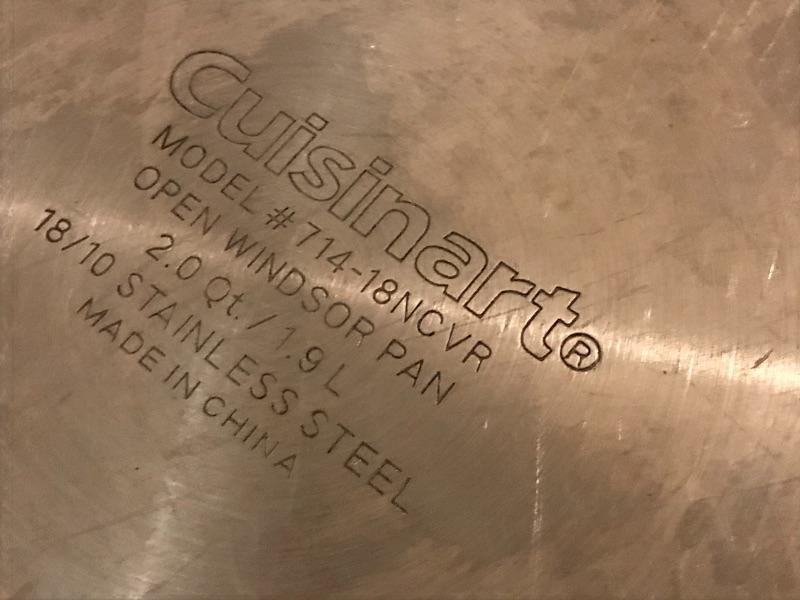 Cuisinart®
MODEL # 714-18NCVR
OPEN WINDSOR PAN
2.0 Qt. / 1.9 L
18/10 STAINLESS STEEL
MADE IN CHINA